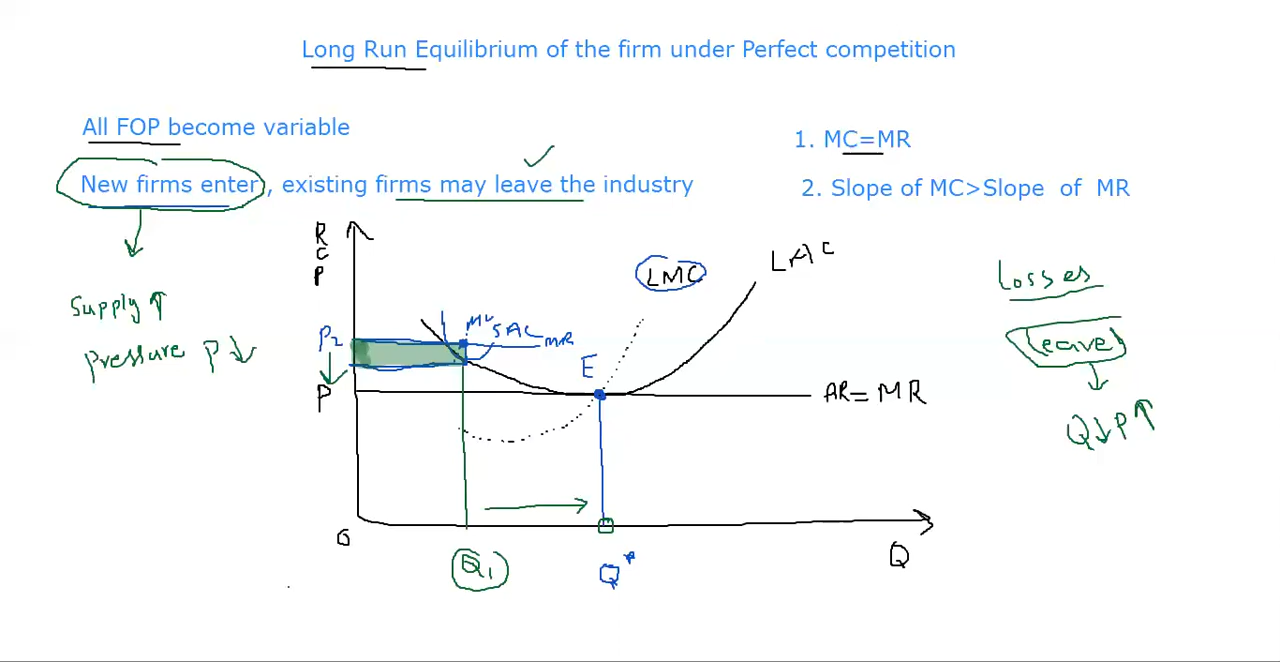 Long Run Equilibrium of the firm under Perfect competition
All FOP become variable
1. MC=MR
New firms enter, existing firms may leave the industry
2. Slope of MC>Slope of MR
R
C
P
LMC
LAC
Losses
Supply ↑
P2
SAC
MR
Pressure P ↓
leave
E
P
AR = MR
Q↓P↑
O
Q1
Q*
Q